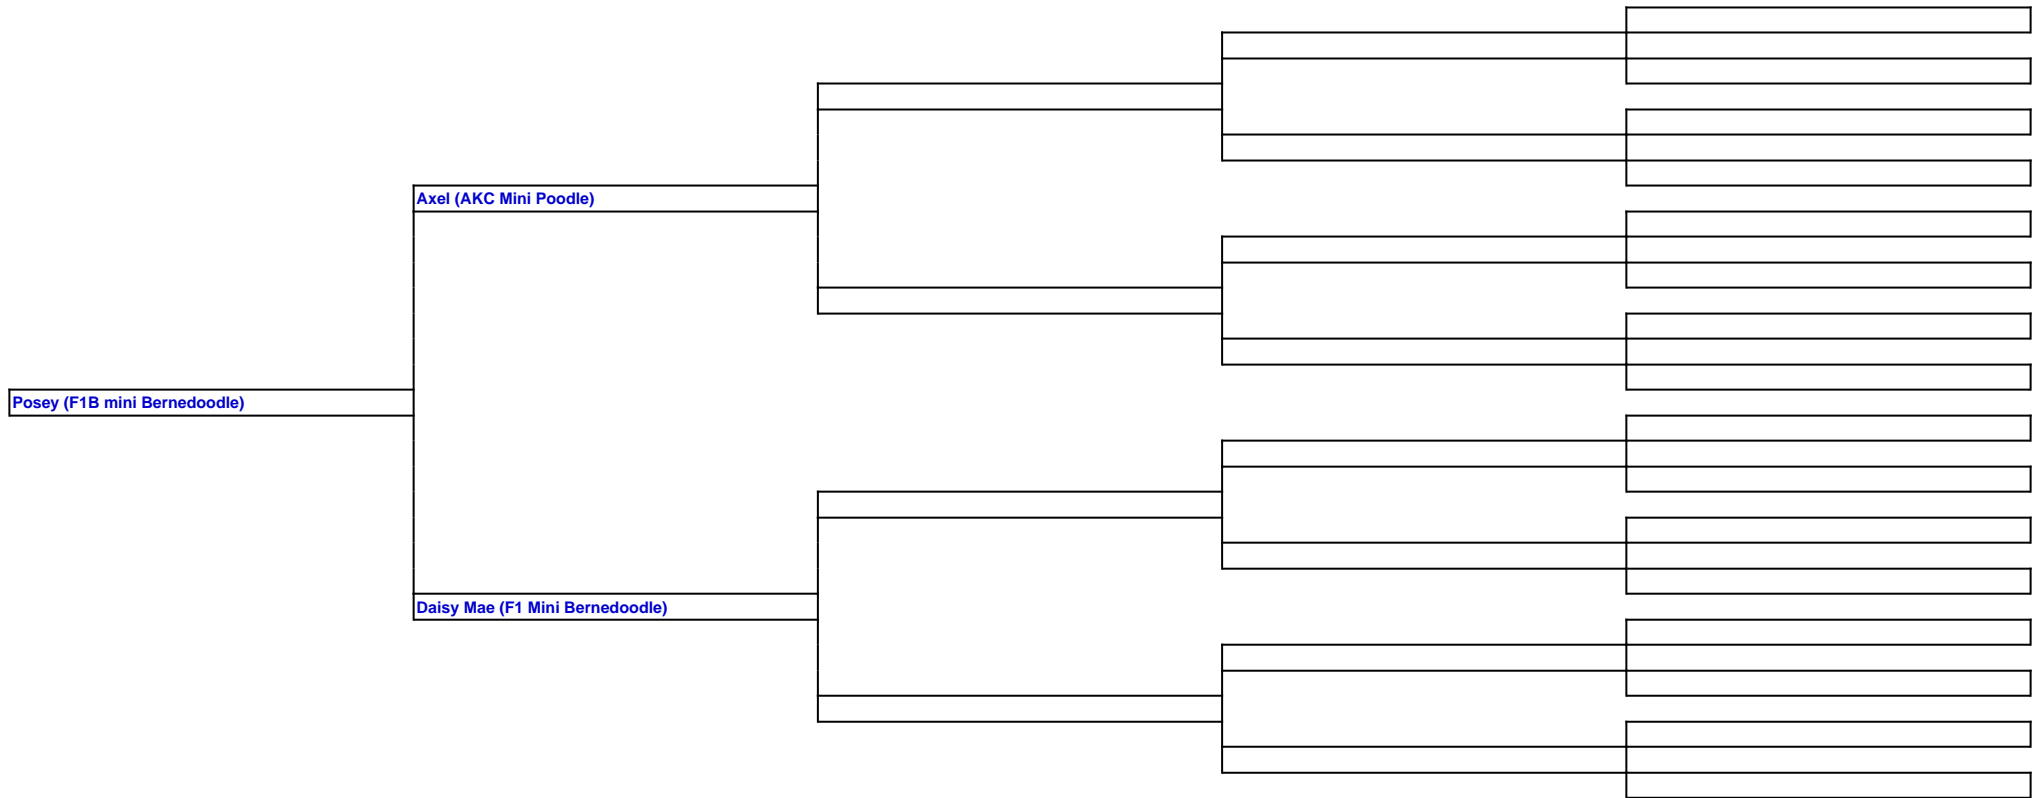 Axel (AKC Mini Poodle)
Posey (F1B mini Bernedoodle)
Daisy Mae (F1 Mini Bernedoodle)